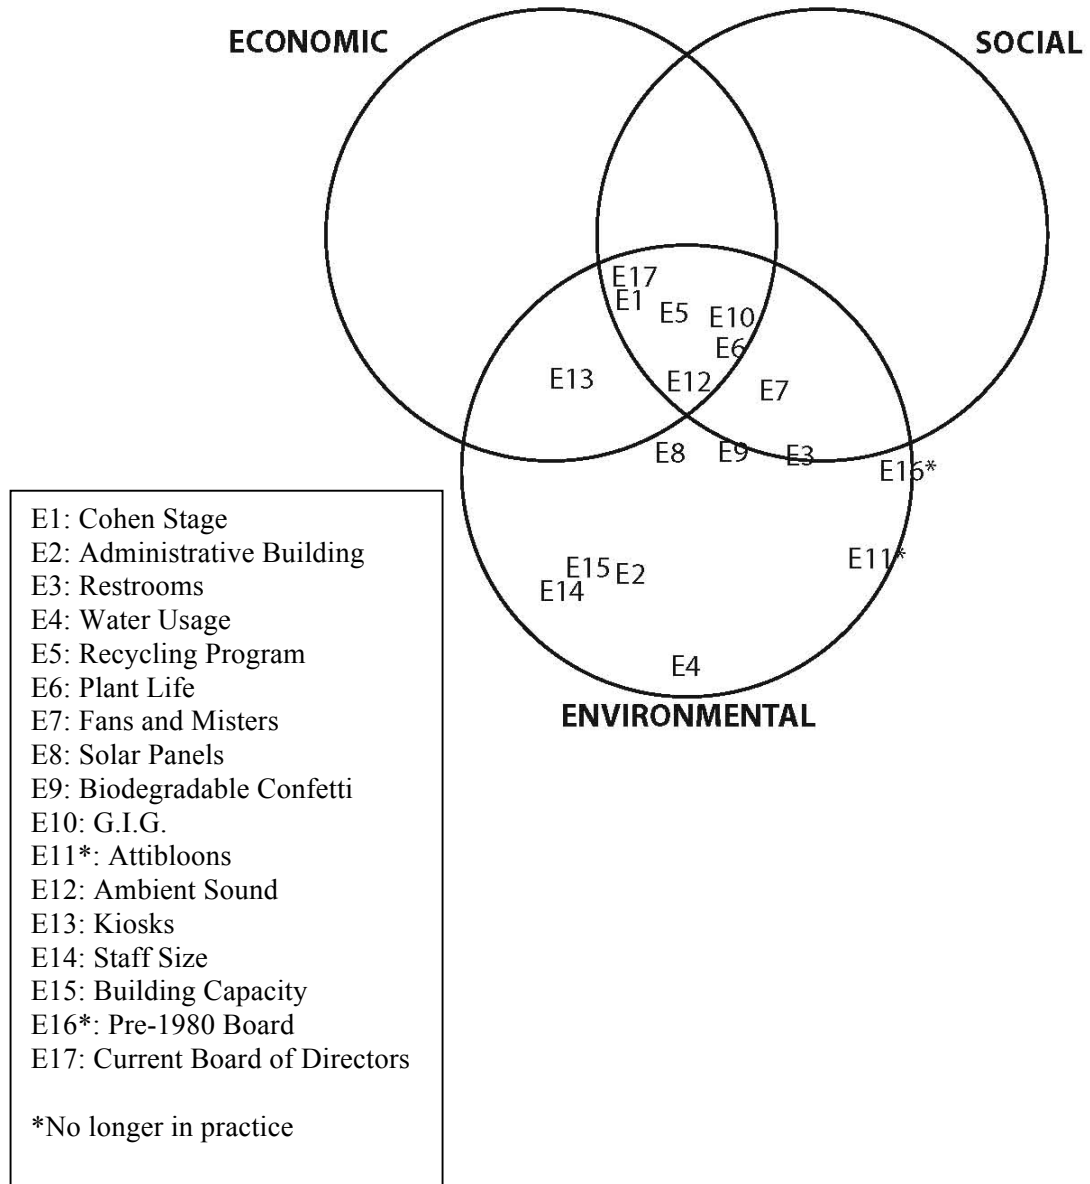 ECONOMIC
SOCIAL
E17
E1
E5
E10
E6
E13
E12
E7
E8
E9
E3
E16*
E11*
E15
E2
E14
E4
ENVIRONMENTAL
E1: Cohen Stage
E2: Administrative Building
E3: Restrooms
E4: Water Usage
E5: Recycling Program
E6: Plant Life
E7: Fans and Misters
E8: Solar Panels
E9: Biodegradable Confetti
E10: G.I.G.
E11*: Attibloons
E12: Ambient Sound
E13: Kiosks
E14: Staff Size
E15: Building Capacity
E16*: Pre-1980 Board
E17: Current Board of Directors
*No longer in practice